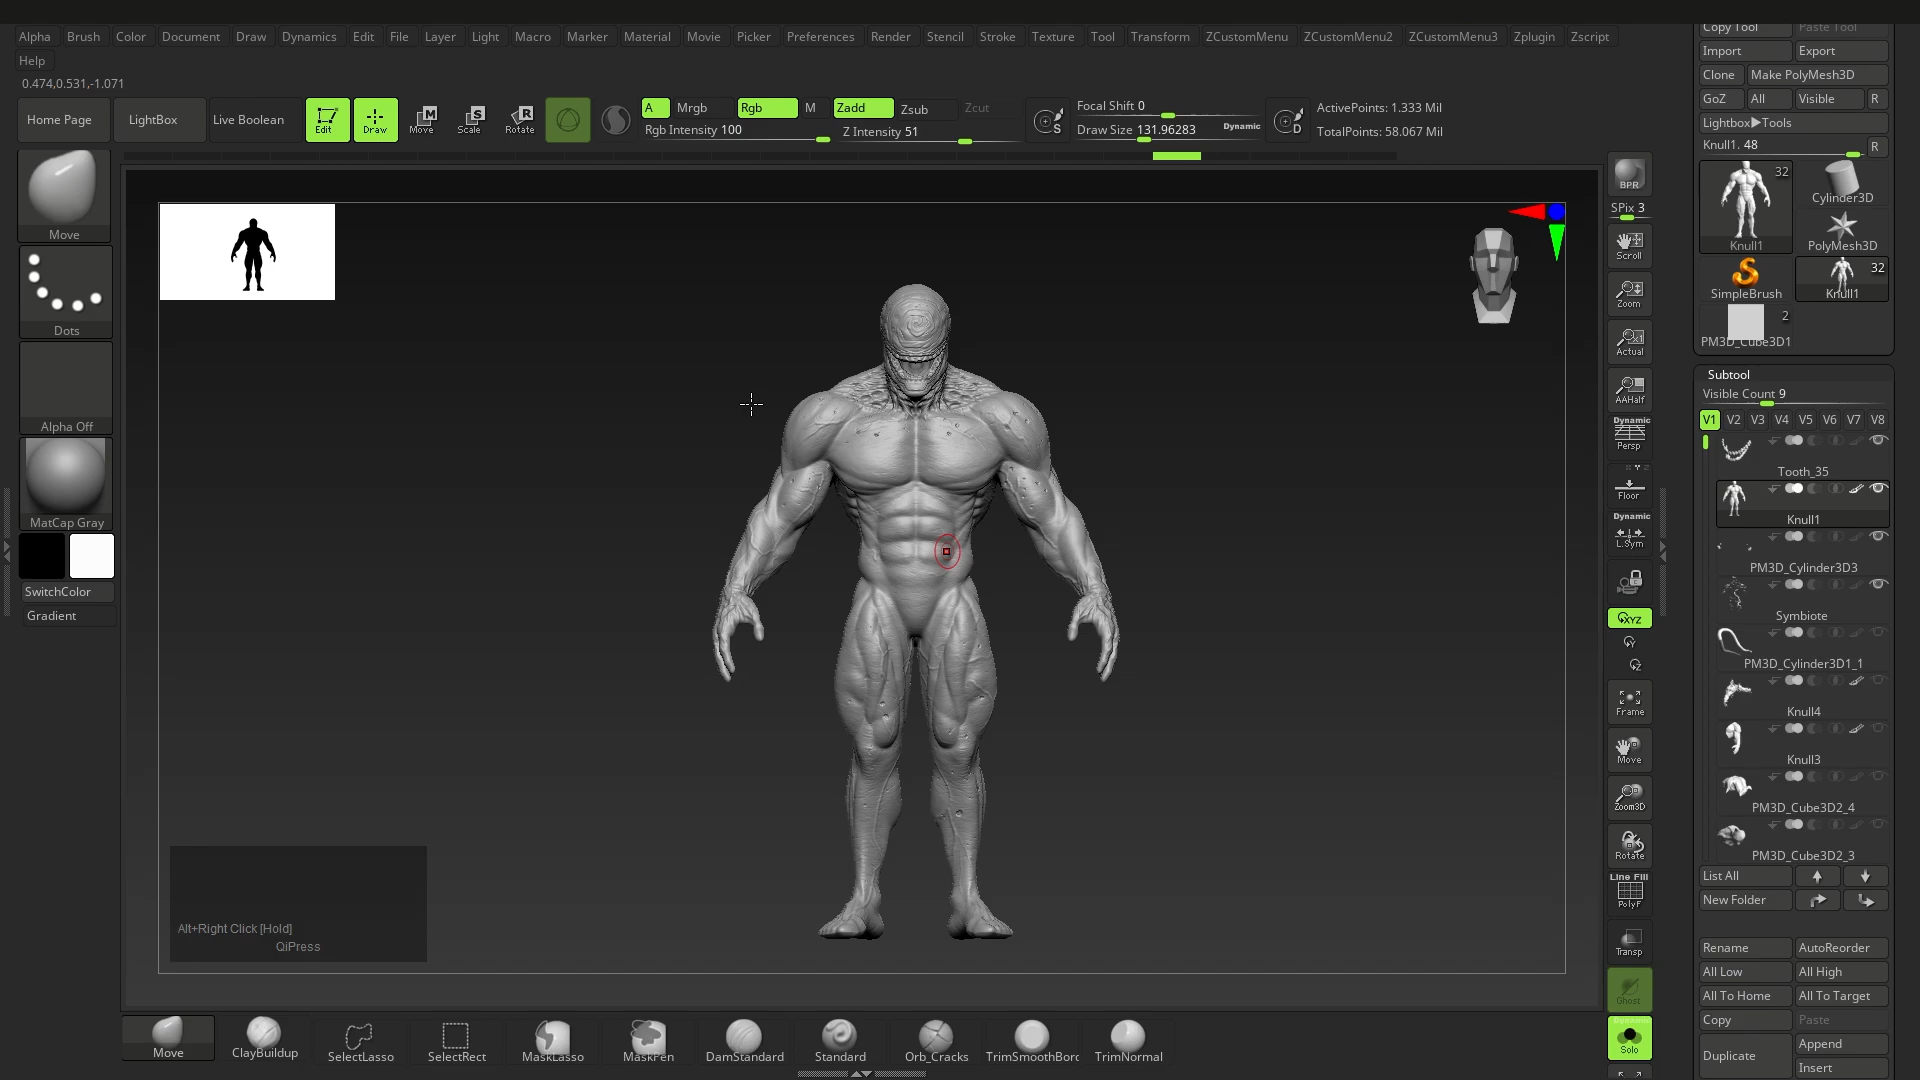 Alpha Brush Color Document Draw Dynamics Edit File Layer Light Macro Marker Material Movie Picker Preferences Render Stencil Stroke Texture Tool Transform ZCustomMenu ZCustomMenu2 ZCustomMenu3 Zplugin Zscript
Help
0.474,0.531,-1.071
Home Page LightBox Live Boolean Edit Draw Move Scale Rotate
A Mrgb Rgb M Zadd Zsub Zcut
Rgb Intensity 100 Z Intensity 51
Focal Shift 0
Draw Size 131.96283 Dynamic
S
D
ActivePoints: 1.333 Mil
TotalPoints: 58.067 Mil
Move
Dots
Alpha Off
MatCap Gray
SwitchColor
Gradient
Alt+Right Click [Hold]
QiPress
BPR
SPix 3
Scroll
Zoom
Actual
AAHalf
Dynamic
Persp
Floor
Dynamic
L.Sym
XYZ
Frame
Move
Zoom3D
Rotate
Line Fill
PolyF
Transp
Ghost
Dynamic
Solo
Copy Tool Paste Tool
Import Export
Clone Make PolyMesh3D
GoZ All Visible R
Lightbox▶Tools
Knull1. 48 R
32
Knull1
Cylinder3D
PolyMesh3D
SimpleBrush
32
Knull1
2
PM3D_Cube3D1
Subtool
Visible Count 9
V1 V2 V3 V4 V5 V6 V7 V8
Tooth_35
Knull1
PM3D_Cylinder3D3
Symbiote
PM3D_Cylinder3D1_1
Knull4
Knull3
PM3D_Cube3D2_4
PM3D_Cube3D2_3
List All
New Folder
Rename AutoReorder
All Low All High
All To Home All To Target
Copy Paste
Duplicate Append
Insert
Move ClayBuildup SelectLasso SelectRect MaskLasso MaskPen DamStandard Standard Orb_Cracks TrimSmoothBorc TrimNormal